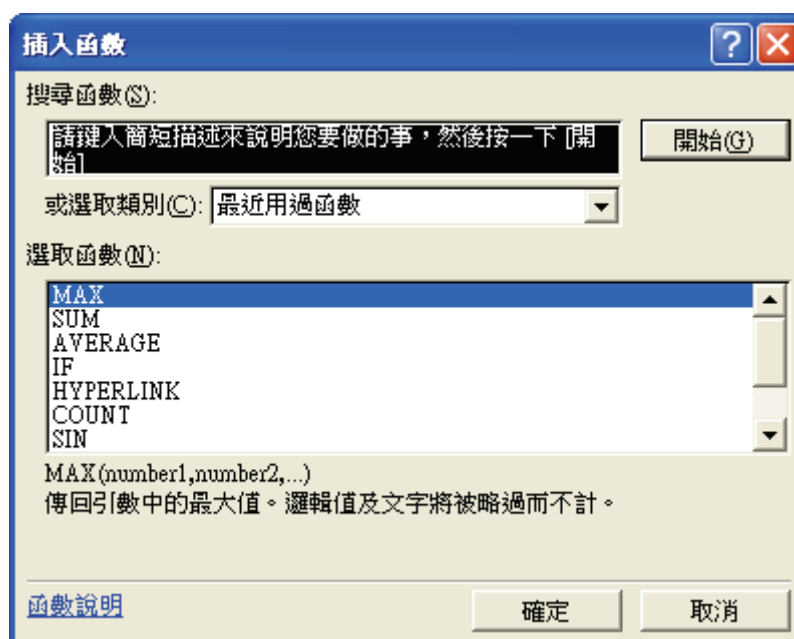 插入函數
搜尋函數(S):
請鍵入簡短描述來說明您要做的事，然後按一下 [開
始]
開始(G)
或選取類別(C): 最近用過函數
選取函數(N):
MAX
SUM
AVERAGE
IF
HYPERLINK
COUNT
SIN
MAX(number1,number2,...)
傳回引數中的最大值。邏輯值及文字將被略過而不計。
函數說明
確定
取消